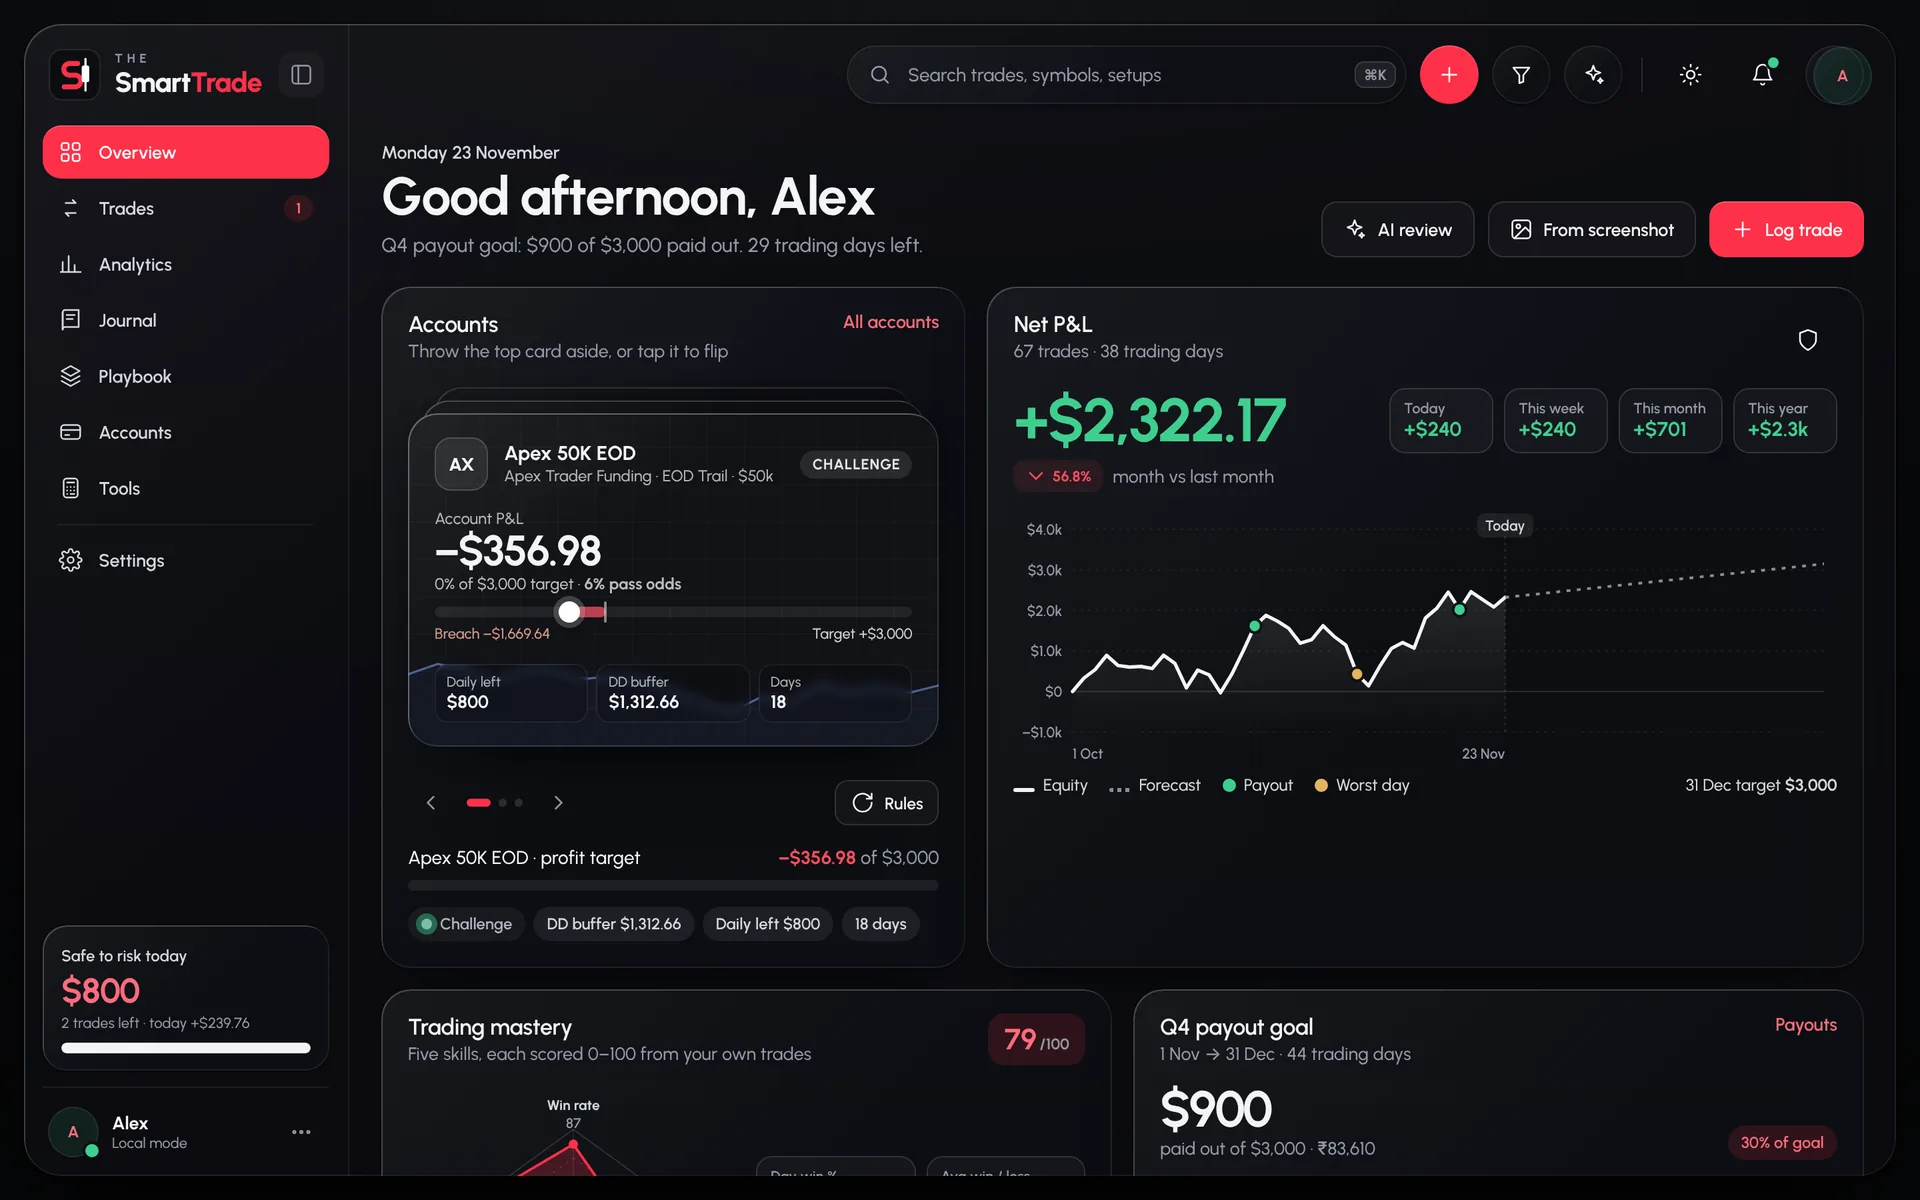 THE
SmartTrade
Search trades, symbols, setups
⌘K
A
Overview
Trades
1
Analytics
Journal
Playbook
Accounts
Tools
Settings
Safe to risk today
$800
2 trades left · today +$239.76
A
Alex
Local mode
Monday 23 November
Good afternoon, Alex
Q4 payout goal: $900 of $3,000 paid out. 29 trading days left.
AI review
From screenshot
Log trade
Accounts
All accounts
Throw the top card aside, or tap it to flip
AX
Apex 50K EOD
Apex Trader Funding · EOD Trail · $50k
CHALLENGE
Account P&L
−$356.98
0% of $3,000 target · 6% pass odds
Breach −$1,669.64
Target +$3,000
Daily left
$800
DD buffer
$1,312.66
Days
18
Rules
Apex 50K EOD · profit target
−$356.98 of $3,000
Challenge
DD buffer $1,312.66
Daily left $800
18 days
Net P&L
67 trades · 38 trading days
+$2,322.17
56.8%
month vs last month
Today
+$240
This week
+$240
This month
+$701
This year
+$2.3k
Today
$4.0k
$3.0k
$2.0k
$1.0k
$0
−$1.0k
1 Oct
23 Nov
Equity
Forecast
Payout
Worst day
31 Dec target $3,000
Trading mastery
Five skills, each scored 0–100 from your own trades
79 /100
Win rate
87
Day win %
Avg win / loss
Q4 payout goal
Payouts
1 Nov → 31 Dec · 44 trading days
$900
paid out of $3,000 · ₹83,610
30% of goal